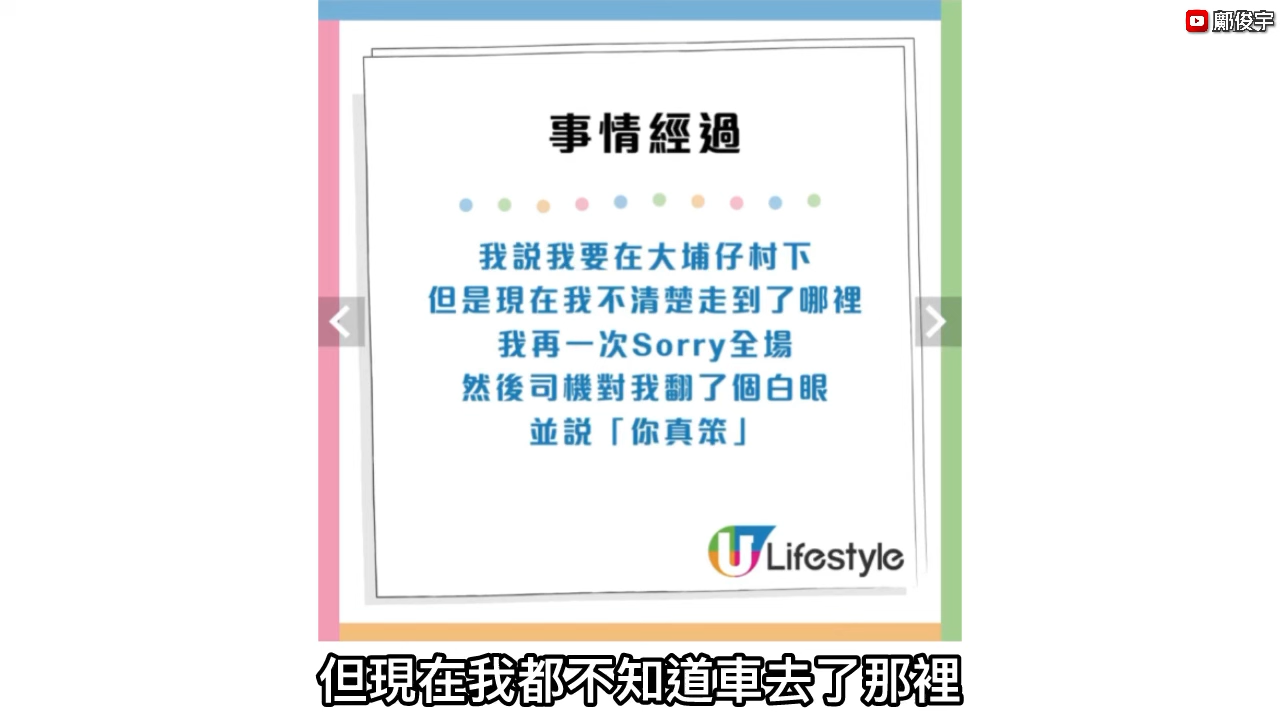 鄺俊宇
事情經過
我説我要在大埔仔村下
但是現在我不清楚走到了哪裡
我再一次Sorry全場
然後司機對我翻了個白眼
並説「你真笨」
U Lifestyle
但現在我都不知道車去了那裡